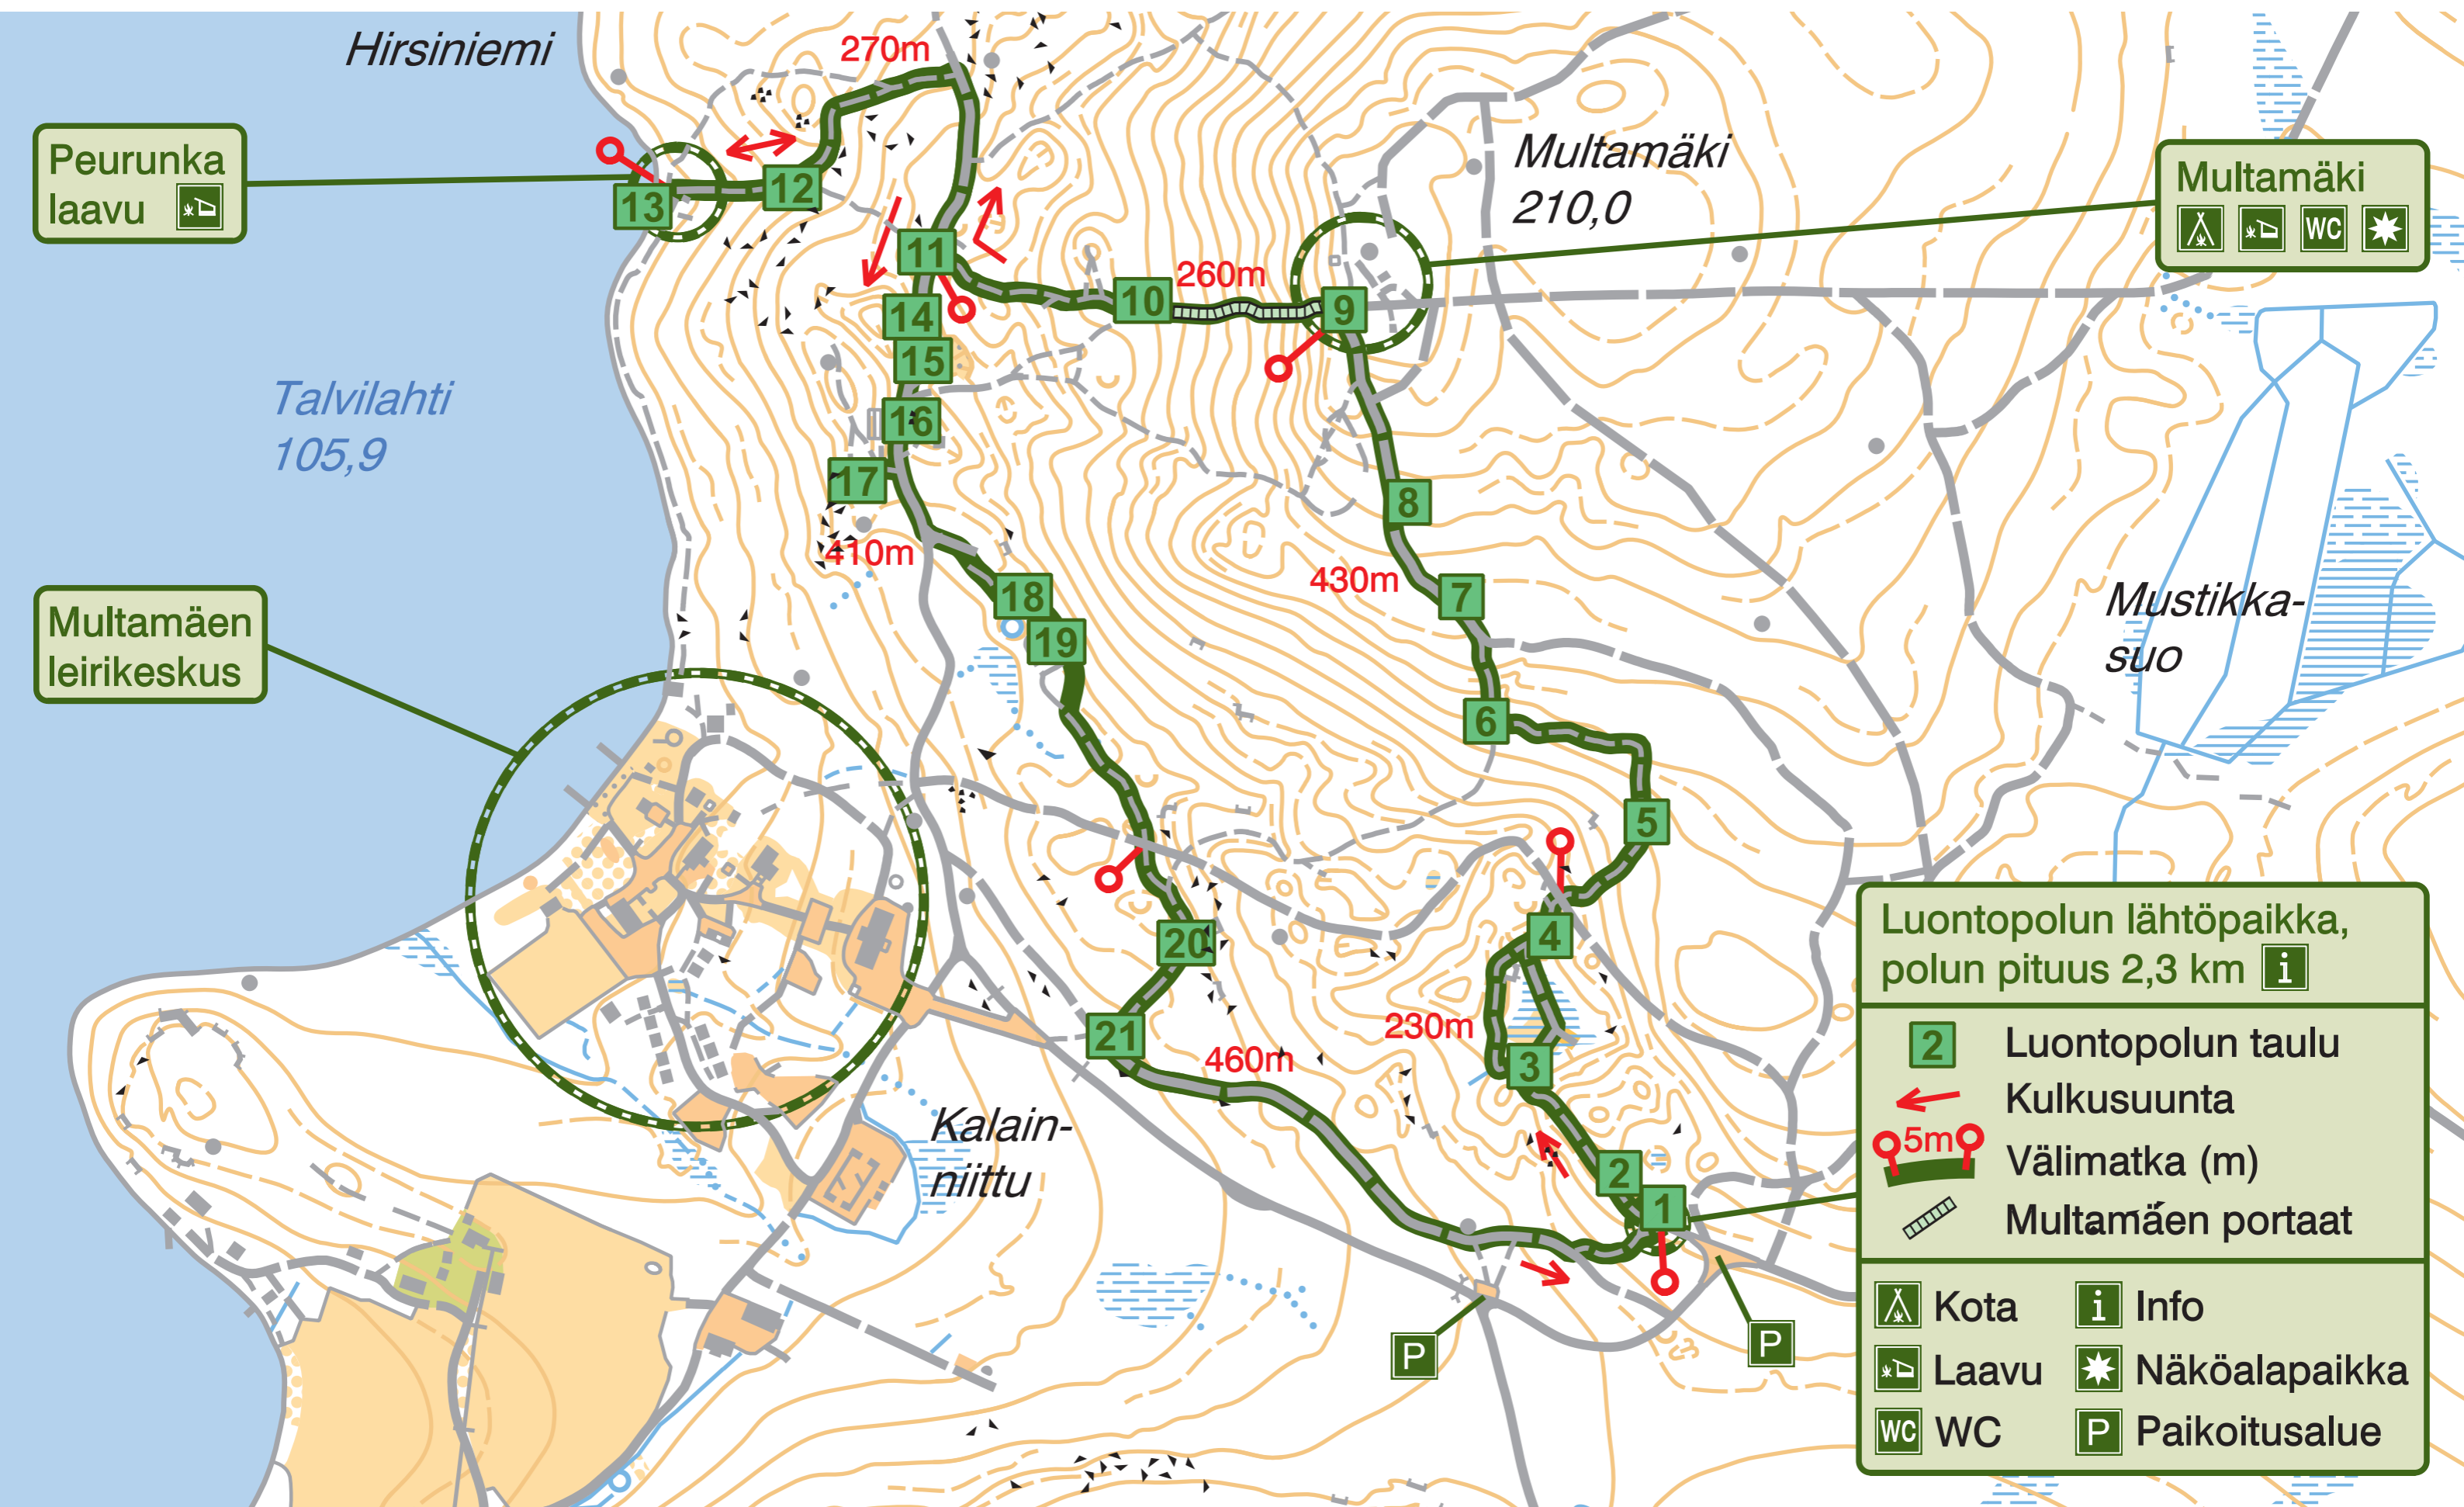 Hirsiniemi
270m
Peurunka
laavu
13
12
11
Multamäki
210,0
Multamäki
WC
10
260m
9
14
15
16
17
Talvilahti
105,9
410m
8
430m
7
18
19
Mustikka-
suo
Multamäen
leirikeskus
6
5
4
20
21
230m
460m
3
2
1
Kalain-
niittu
P
P
Luontopolun lähtöpaikka,
polun pituus 2,3 km i
2 Luontopolun taulu
Kulkusuunta
5m Välimatka (m)
Multamäen portaat
Kota
i Info
Laavu
Näköalapaikka
WC WC
P Paikoitusalue